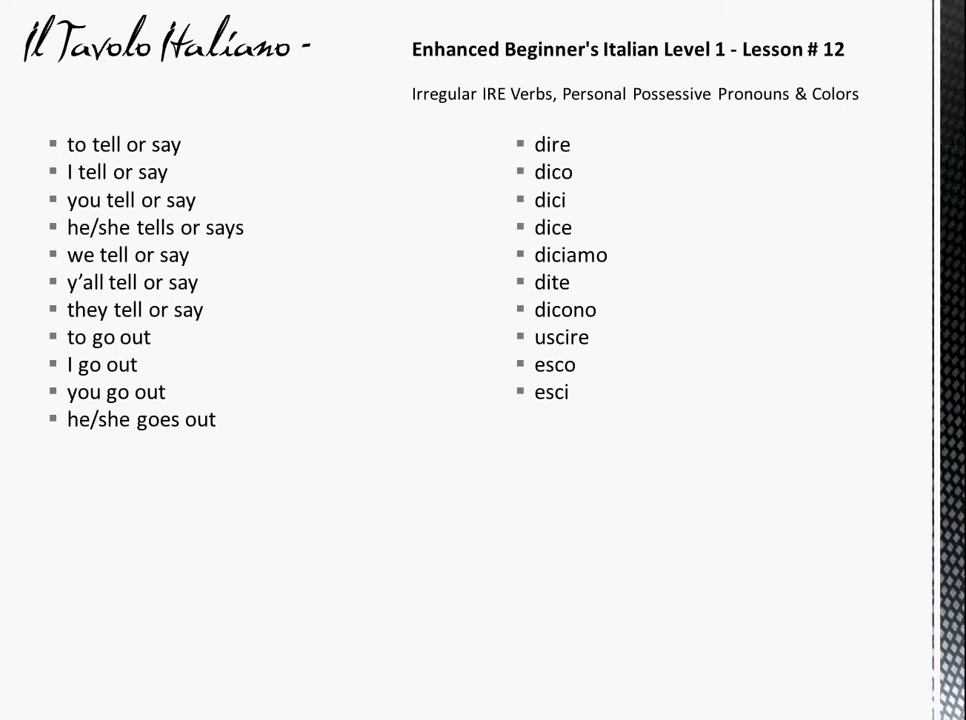 Il Tavolo Italiano -
Enhanced Beginner's Italian Level 1 - Lesson # 12
Irregular IRE Verbs, Personal Possessive Pronouns & Colors
▪ to tell or say
▪ I tell or say
▪ you tell or say
▪ he/she tells or says
▪ we tell or say
▪ y’all tell or say
▪ they tell or say
▪ to go out
▪ I go out
▪ you go out
▪ he/she goes out
▪ dire
▪ dico
▪ dici
▪ dice
▪ diciamo
▪ dite
▪ dicono
▪ uscire
▪ esco
▪ esci